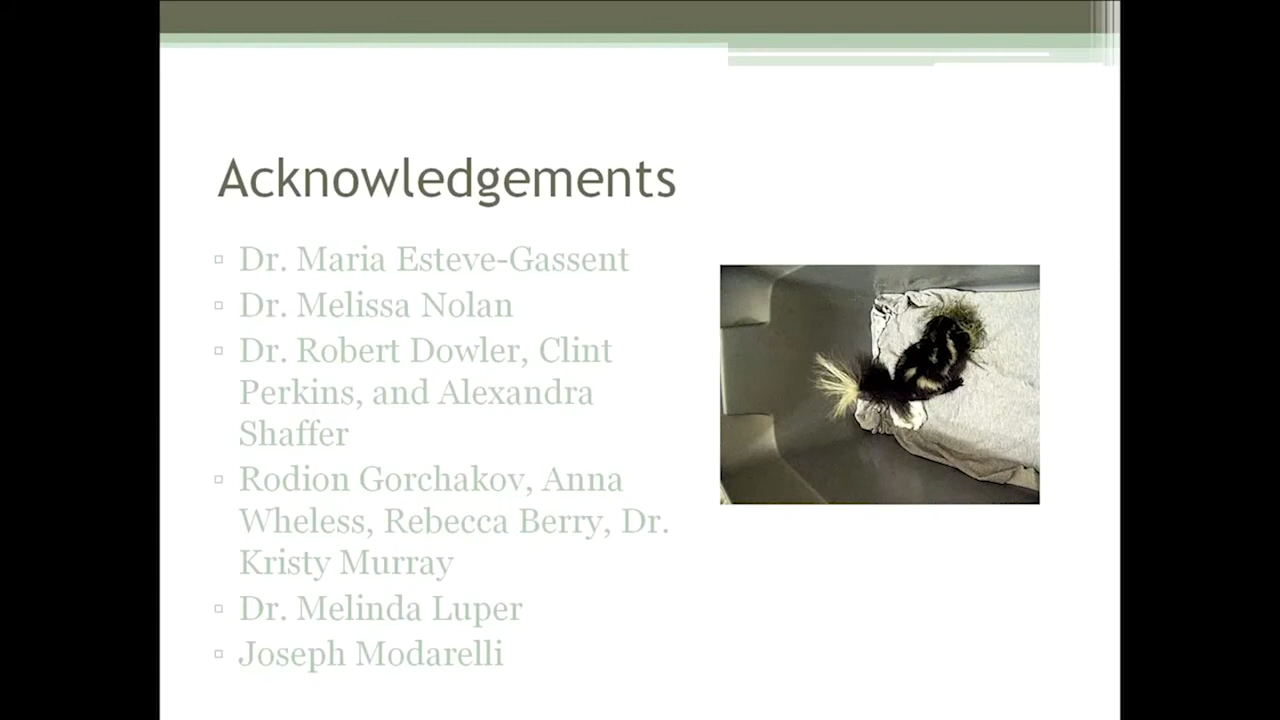 Acknowledgements
▫ Dr. Maria Esteve-Gassent
▫ Dr. Melissa Nolan
▫ Dr. Robert Dowler, Clint
Perkins, and Alexandra
Shaffer
▫ Rodion Gorchakov, Anna
Wheless, Rebecca Berry, Dr.
Kristy Murray
▫ Dr. Melinda Luper
▫ Joseph Modarelli